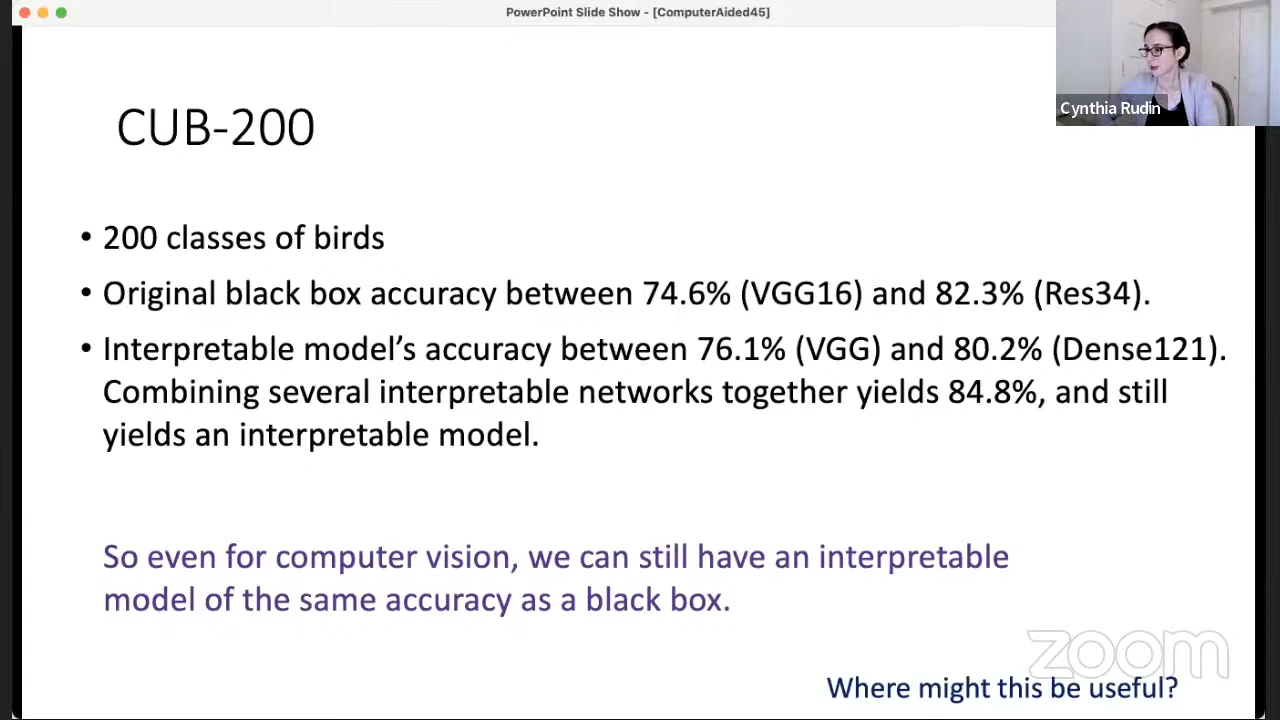 PowerPoint Slide Show - [ComputerAided45]
Cynthia Rudin
CUB-200
• 200 classes of birds
• Original black box accuracy between 74.6% (VGG16) and 82.3% (Res34).
• Interpretable model’s accuracy between 76.1% (VGG) and 80.2% (Dense121).
Combining several interpretable networks together yields 84.8%, and still
yields an interpretable model.
So even for computer vision, we can still have an interpretable
model of the same accuracy as a black box.
zoom
Where might this be useful?